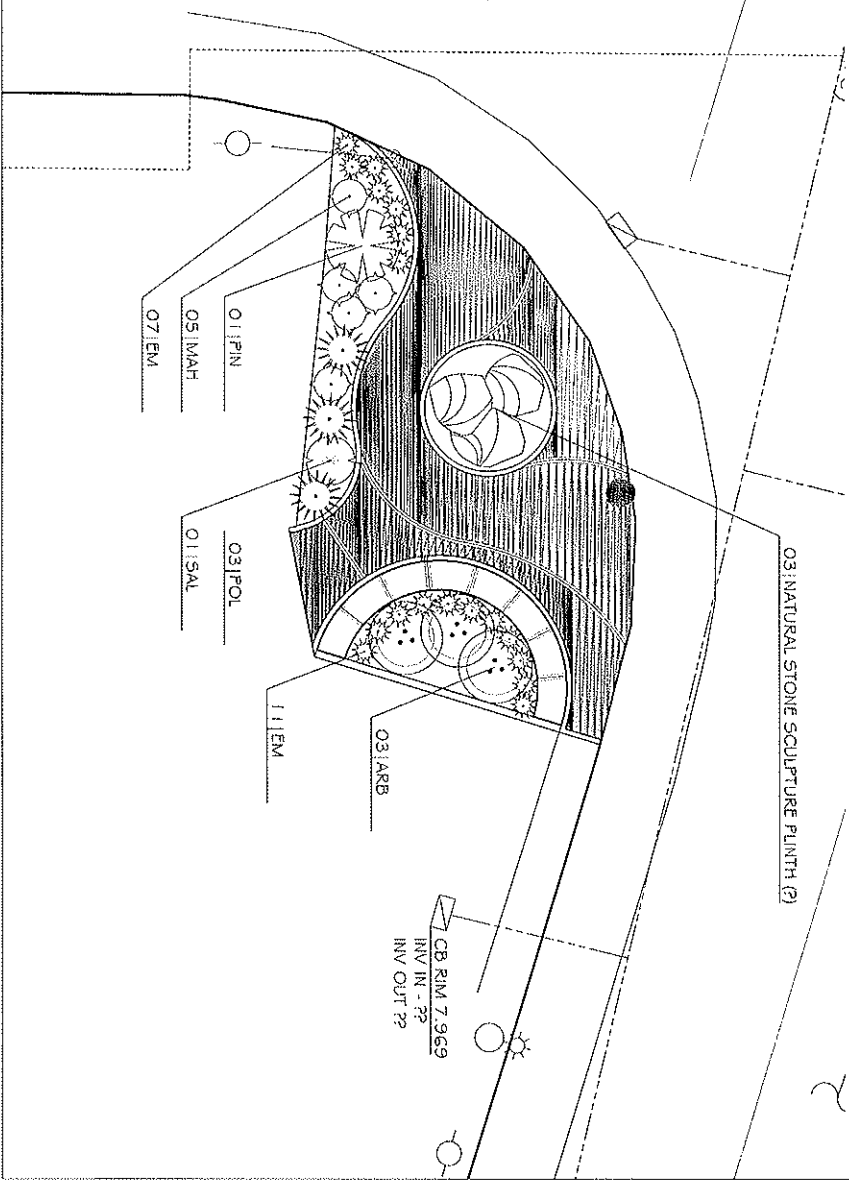 03|NATURAL STONE SCULPTURE PLINTH (?)
CB RIM 7.969
INV IN - ??
INV OUT ??
03|ARB
11|EM
03|POL
01|SAL
01|PIN
05|MAH
07|EM
2